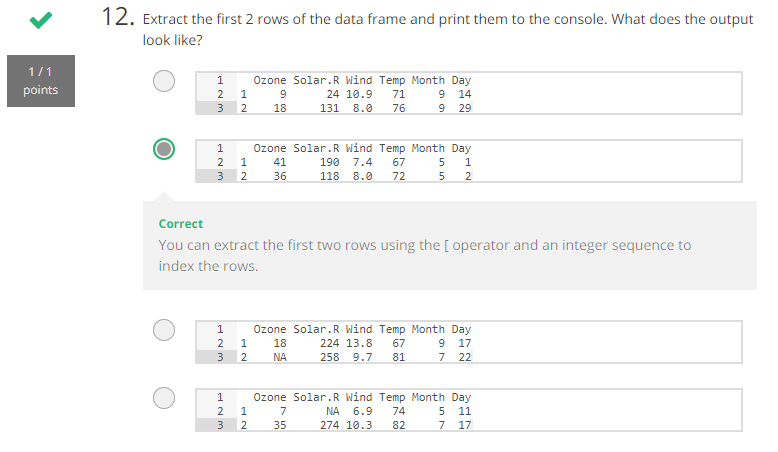 12. Extract the first 2 rows of the data frame and print them to the console. What does the output
look like?
1 / 1
points
1 Ozone Solar.R Wind Temp Month Day
2 1 9 24 10.9 71 9 14
3 2 18 131 8.0 76 9 29
1 Ozone Solar.R Wind Temp Month Day
2 1 41 190 7.4 67 5 1
3 2 36 118 8.0 72 5 2
Correct
You can extract the first two rows using the [ operator and an integer sequence to
index the rows.
1 Ozone Solar.R Wind Temp Month Day
2 1 18 224 13.8 67 9 17
3 2 NA 258 9.7 81 7 22
1 Ozone Solar.R Wind Temp Month Day
2 1 7 NA 6.9 74 5 11
3 2 35 274 10.3 82 7 17